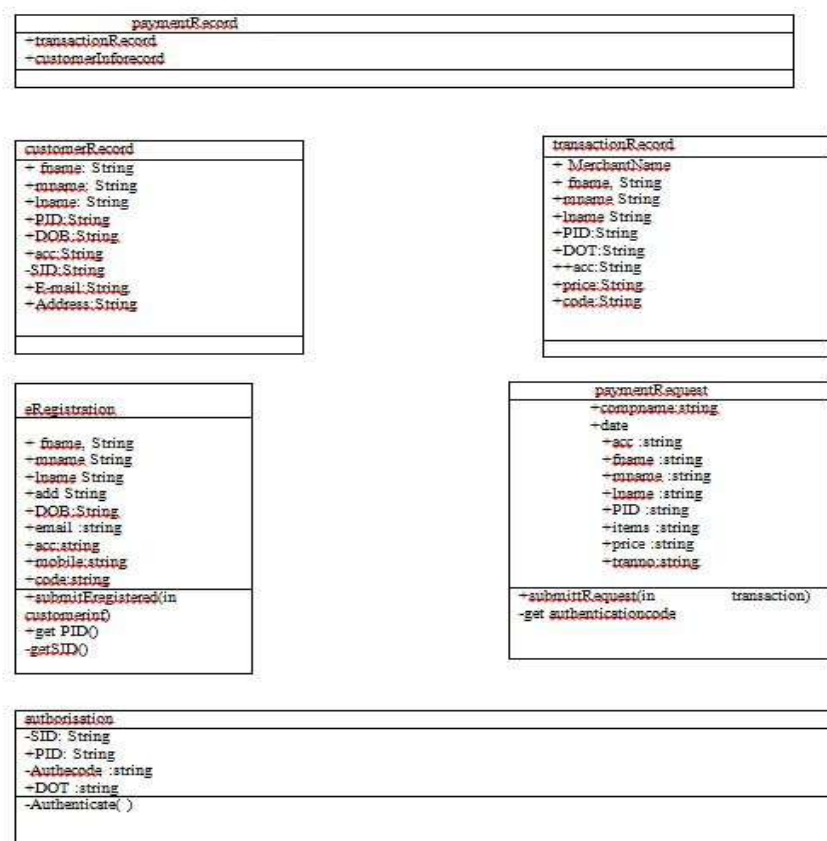 paymentRecord
+transactionRecord
+customerInforecord
customerRecord
+ fname: String
+mname: String
+lname: String
+PID:String
+DOB:String
+acc:String
-SID:String
+E-mail:String
+Address:String
transactionRecord
+ MerchantName
+ fname, String
+mname String
+lname String
+PID:String
+DOT:String
++acc:String
+price:String
+code:String
eRegistration
+ fname, String
+mname String
+lname String
+add String
+DOB:String
+email :string
+acc:string
+mobile:string
+code:string
+submitEregistered(in
customerinf)
+get PID()
-getSID()
paymentRequest
+compname:string
+date
+acc :string
+fname :string
+mname :string
+lname :string
+PID :string
+items :string
+price :string
+tranno:string
+submittRequest(in transaction)
-get authenticationcode
authorisation
-SID: String
+PID: String
-Authecode :string
+DOT :string
-Authenticate( )